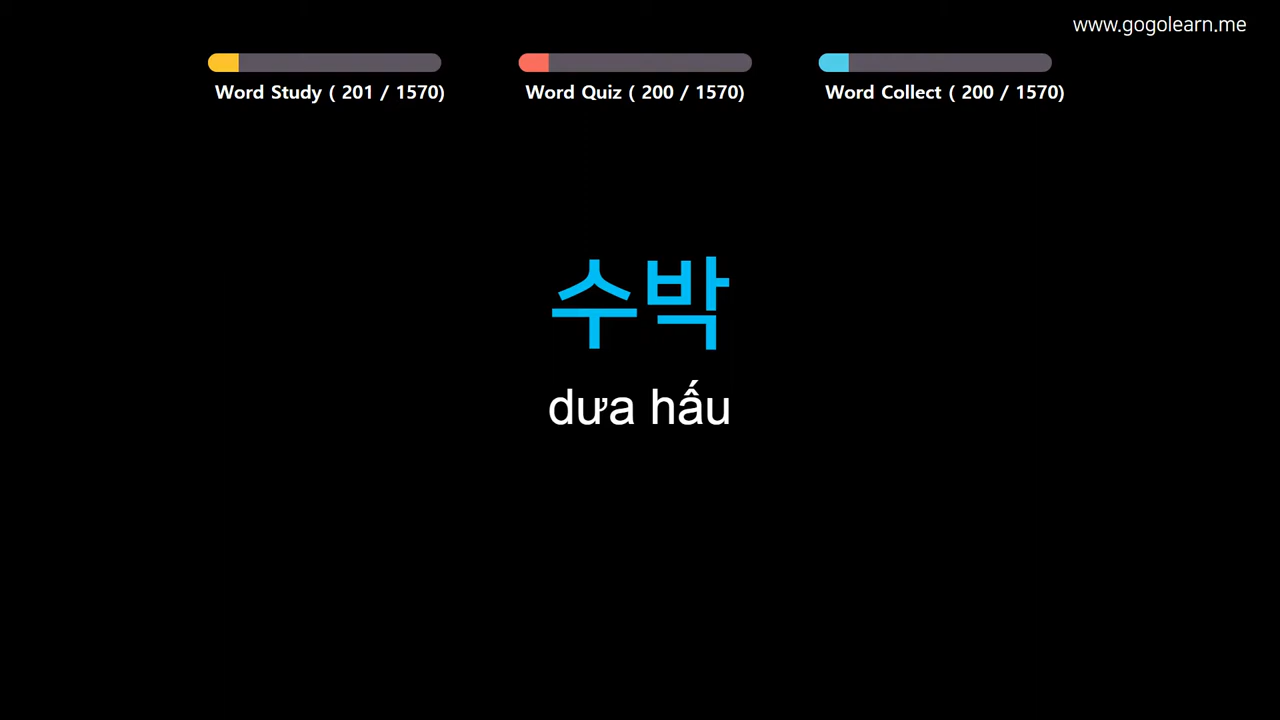 www.gogolearn.me
Word Study ( 201 / 1570)
Word Quiz ( 200 / 1570)
Word Collect ( 200 / 1570)
수박
dưa hấu